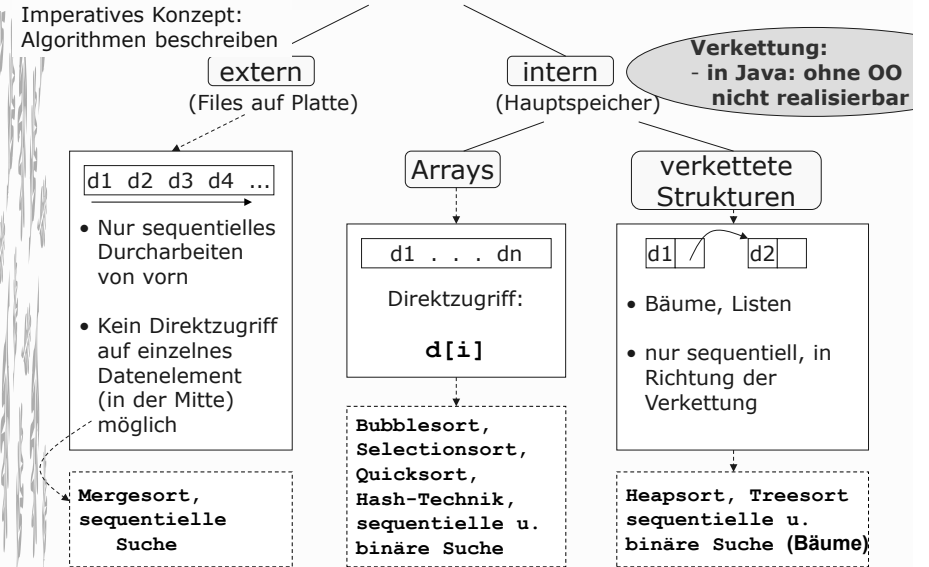 Imperatives Konzept:
Algorithmen beschreiben
extern
(Files auf Platte)
intern
(Hauptspeicher)
Verkettung:
- in Java: ohne OO
nicht realisierbar
d1 d2 d3 d4 ...
• Nur sequentielles
Durcharbeiten
von vorn
• Kein Direktzugriff
auf einzelnes
Datenelement
(in der Mitte)
möglich
Mergesort,
sequentielle
Suche
Arrays
d1 . . . dn
Direktzugriff:
d[i]
Bubblesort,
Selectionsort,
Quicksort,
Hash-Technik,
sequentielle u.
binäre Suche
verkettete
Strukturen
d1 d2
• Bäume, Listen
• nur sequentiell, in
Richtung der
Verkettung
Heapsort, Treesort
sequentielle u.
binäre Suche (Bäume)